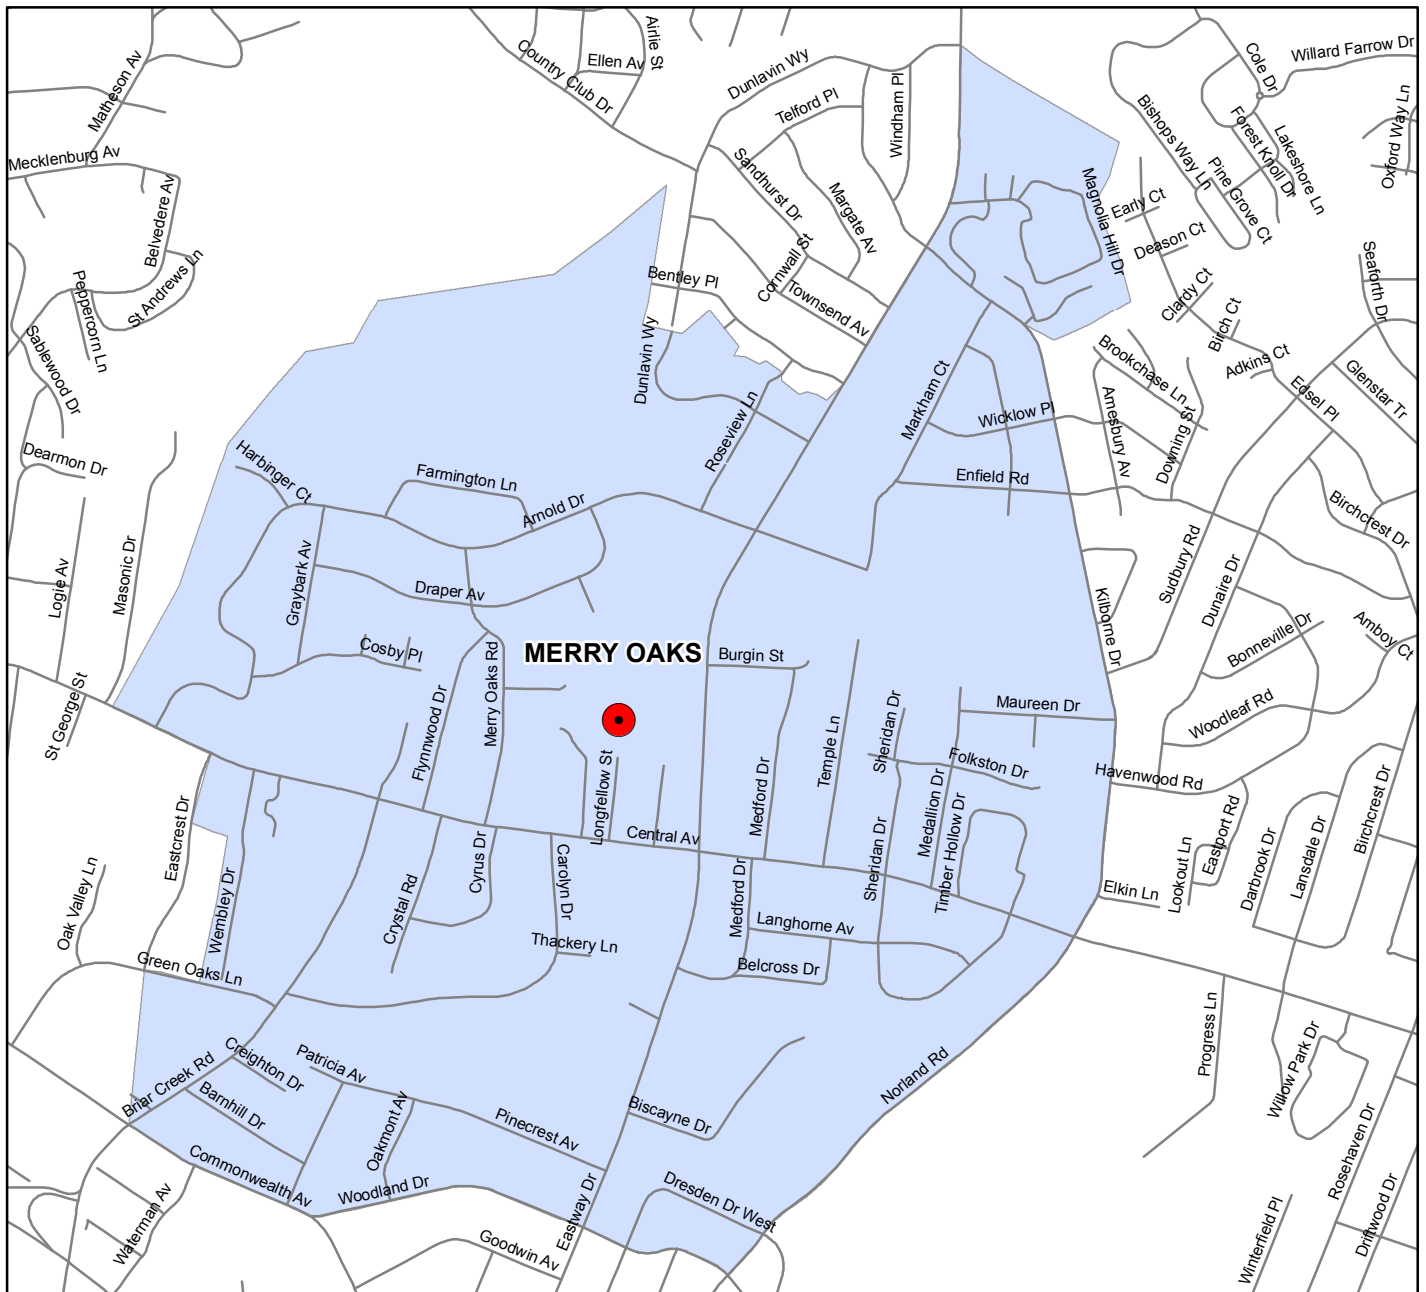 Airlie St
Country Club Dr
Ellen Av
Matheson Av
Dunlavin Wy
Cole Dr
Willard Farrow Dr
Telford Pl
Windham Pl
Bishops Way Ln
Forest Knoll Dr
Lakeshore Ln
Oxford Way Ln
Mecklenburg Av
Belvedere Av
Sandhurst Dr
Margate Av
Magnolia Hill Dr
Early Ct
Pine Grove Ct
Deason Ct
St Andrews Ln
Peppercorn Ln
Bentley Pl
Cornwall St
Townsend Av
Clardy Ct
Seaforth Dr
Birch Ct
Sablewood Dr
Dunlavin Wy
Brookchase Ln
Adkins Ct
Edsel Pl
Glenstar Tr
Roseview Ln
Markham Ct
Wicklow Pl
Amesbury Av
Downing St
Dearmon Dr
Harbinger Ct
Farmington Ln
Arnold Dr
Enfield Rd
Birchcrest Dr
Logie Av
Masonic Dr
Graybark Av
Draper Av
Sudbury Rd
Dunaire Dr
Kilborne Dr
Bonneville Dr
Amboy Ct
Cosby Pl
MERRY OAKS
Burgin St
St George St
Flynnwood Dr
Merry Oaks Rd
Sheridan Dr
Maureen Dr
Woodleaf Rd
Temple Ln
Medford Dr
Longfellow St
Folkston Dr
Havenwood Rd
Eastcrest Dr
Central Av
Medallion Dr
Timber Hollow Dr
Sheridan Dr
Eastport Rd
Lookout Ln
Birchcrest Dr
Lansdale Dr
Darbrook Dr
Oak Valley Ln
Wembley Dr
Crystal Rd
Cyrus Dr
Carolyn Dr
Medford Dr
Elkin Ln
Langhorne Av
Thackery Ln
Belcross Dr
Green Oaks Ln
Progress Ln
Willow Park Dr
Briar Creek Rd
Creighton Dr
Patricia Av
Barnhill Dr
Oakmont Av
Pinecrest Av
Biscayne Dr
Norland Rd
Rosehaven Dr
Commonwealth Av
Woodland Dr
Dresden Dr West
Waterman Av
Goodwin Av
Eastway Dr
Winterfield Pl
Driftwood Dr